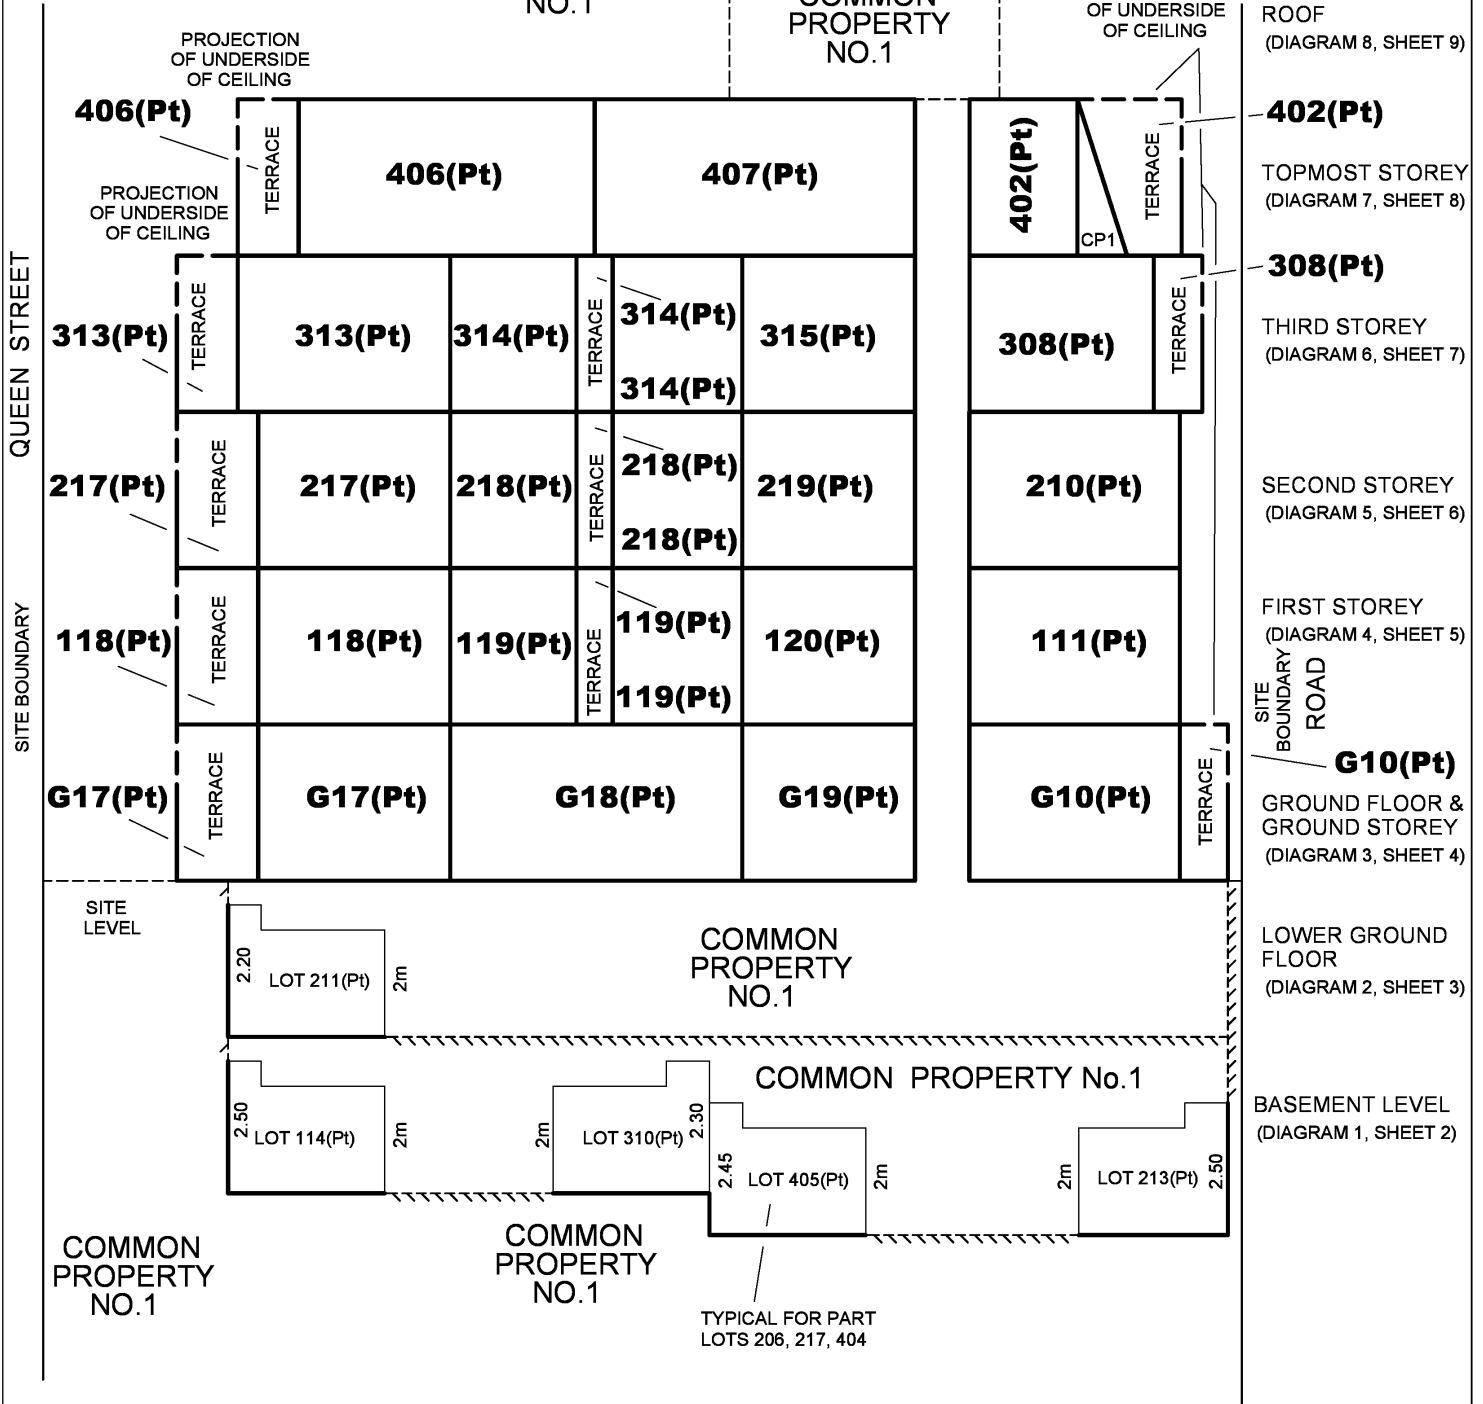 NO.1
COMMON
PROPERTY
NO.1
OF UNDERSIDE
OF CEILING
ROOF
(DIAGRAM 8, SHEET 9)
PROJECTION
OF UNDERSIDE
OF CEILING
406(Pt)
TERRACE
406(Pt)
407(Pt)
402(Pt)
CP1
TERRACE
402(Pt)
TOPMOST STOREY
(DIAGRAM 7, SHEET 8)
PROJECTION
OF UNDERSIDE
OF CEILING
QUEEN STREET
313(Pt)
TERRACE
313(Pt)
314(Pt)
TERRACE
314(Pt)
314(Pt)
315(Pt)
308(Pt)
TERRACE
308(Pt)
THIRD STOREY
(DIAGRAM 6, SHEET 7)
217(Pt)
TERRACE
217(Pt)
218(Pt)
TERRACE
218(Pt)
218(Pt)
219(Pt)
210(Pt)
SECOND STOREY
(DIAGRAM 5, SHEET 6)
SITE BOUNDARY
118(Pt)
TERRACE
118(Pt)
119(Pt)
TERRACE
119(Pt)
119(Pt)
120(Pt)
111(Pt)
FIRST STOREY
(DIAGRAM 4, SHEET 5)
SITE
BOUNDARY
ROAD
G17(Pt)
TERRACE
G17(Pt)
G18(Pt)
G19(Pt)
G10(Pt)
TERRACE
G10(Pt)
GROUND FLOOR &
GROUND STOREY
(DIAGRAM 3, SHEET 4)
SITE
LEVEL
2.20
LOT 211(Pt)
2m
COMMON
PROPERTY
NO.1
LOWER GROUND
FLOOR
(DIAGRAM 2, SHEET 3)
COMMON PROPERTY No.1
2.50
LOT 114(Pt)
2m
2m
LOT 310(Pt)
2.30
2.45
LOT 405(Pt)
2m
2m
LOT 213(Pt)
2.50
BASEMENT LEVEL
(DIAGRAM 1, SHEET 2)
COMMON
PROPERTY
NO.1
COMMON
PROPERTY
NO.1
TYPICAL FOR PART
LOTS 206, 217, 404